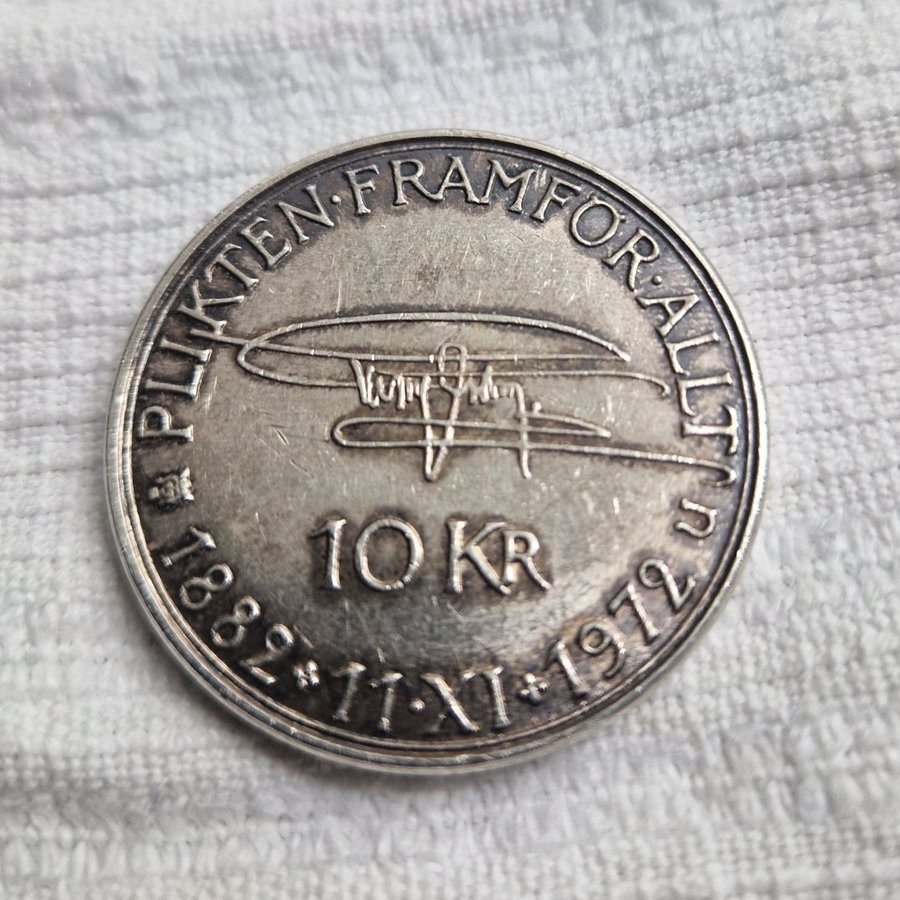 PLIKTEN·FRAMFÖR·ALLT
10 KR
1882 11·XI 1972 U